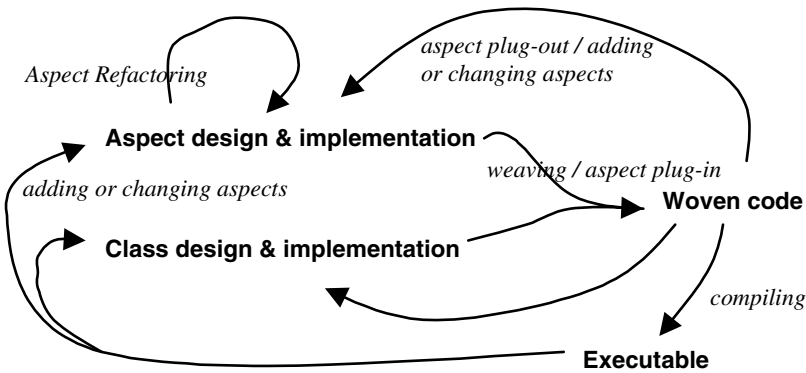 aspect plug-out / adding
or changing aspects
Aspect Refactoring
Aspect design & implementation
weaving / aspect plug-in
adding or changing aspects
Woven code
Class design & implementation
compiling
Executable